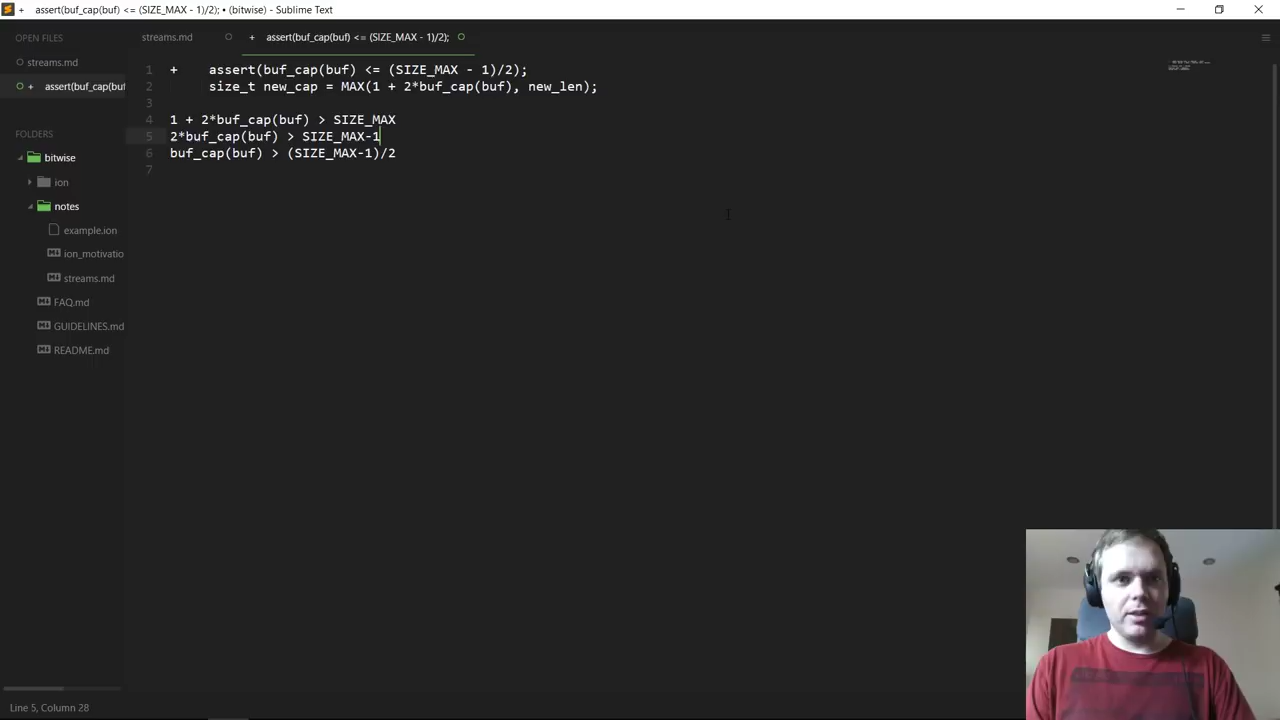 + assert(buf_cap(buf) <= (SIZE_MAX - 1)/2); • (bitwise) - Sublime Text
OPEN FILES
streams.md
+ assert(buf_cap(buf
FOLDERS
bitwise
ion
notes
example.ion
ion_motivatio
streams.md
FAQ.md
GUIDELINES.md
README.md
streams.md
+ assert(buf_cap(buf) <= (SIZE_MAX - 1)/2);
1 + assert(buf_cap(buf) <= (SIZE_MAX - 1)/2);
2 size_t new_cap = MAX(1 + 2*buf_cap(buf), new_len);
3
4 1 + 2*buf_cap(buf) > SIZE_MAX
5 2*buf_cap(buf) > SIZE_MAX-1
6 buf_cap(buf) > (SIZE_MAX-1)/2
7
Line 5, Column 28